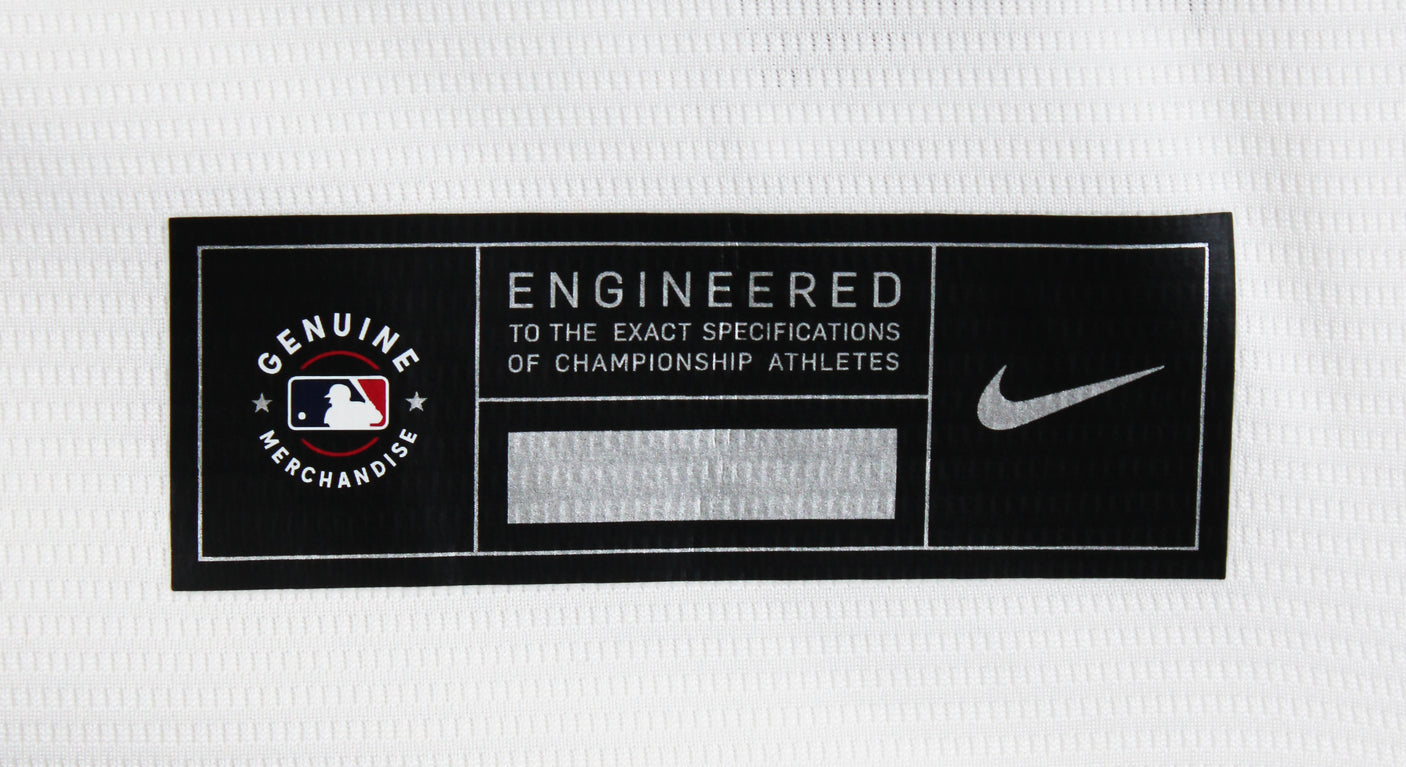 GENUINE
MERCHANDISE
ENGINEERED
TO THE EXACT SPECIFICATIONS
OF CHAMPIONSHIP ATHLETES